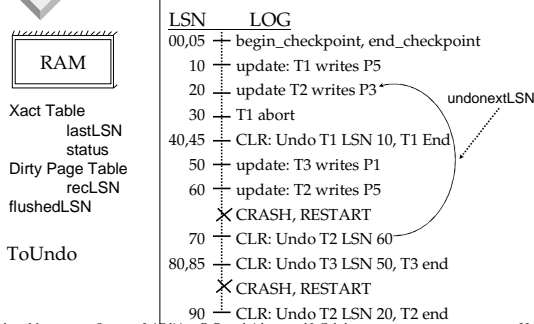 RAM
Xact Table
lastLSN
status
Dirty Page Table
recLSN
flushedLSN
ToUndo
LSN LOG
00,05 begin_checkpoint, end_checkpoint
10 update: T1 writes P5
20 update T2 writes P3
undonextLSN
30 T1 abort
40,45 CLR: Undo T1 LSN 10, T1 End
50 update: T3 writes P1
60 update: T2 writes P5
CRASH, RESTART
70 CLR: Undo T2 LSN 60
80,85 CLR: Undo T3 LSN 50, T3 end
CRASH, RESTART
90 CLR: Undo T2 LSN 20, T2 end